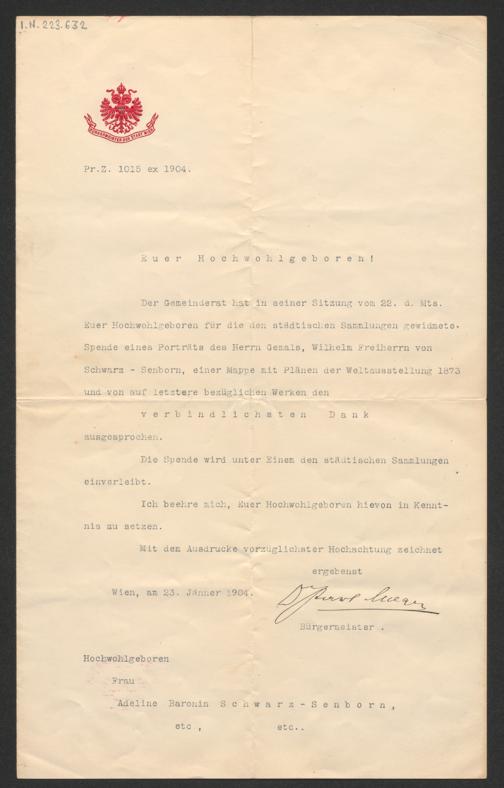 I.N. 223.632
BÜRGERMEISTER DER STADT WIEN
Pr.Z. 1015 ex 1904.
Euer Hochwohlgeboren!
Der Gemeinderat hat in seiner Sitzung vom 22. d. Mts.
Euer Hochwohlgeboren für die den städtischen Sammlungen gewidmete
Spende eines Porträts des Herrn Gemals, Wilhelm Freiherrn von
Schwarz - Senborn, einer Mappe mit Plänen der Weltausstellung 1873
und von auf letztere bezüglichen Werken den
verbindlichsten Dank
ausgesprochen.
Die Spende wird unter Einem den städtischen Sammlungen
einverleibt.
Ich beehre mich, Euer Hochwohlgeboren hievon in Kennt-
nis zu setzen.
Mit dem Ausdrucke vorzüglichster Hochachtung zeichnet
ergebenst
Wien, am 23. Jänner 1904.
Dr Karl Lueger
Bürgermeister.
Hochwohlgeboren
Frau
Adeline Baronin Schwarz-Senborn,
etc., etc..